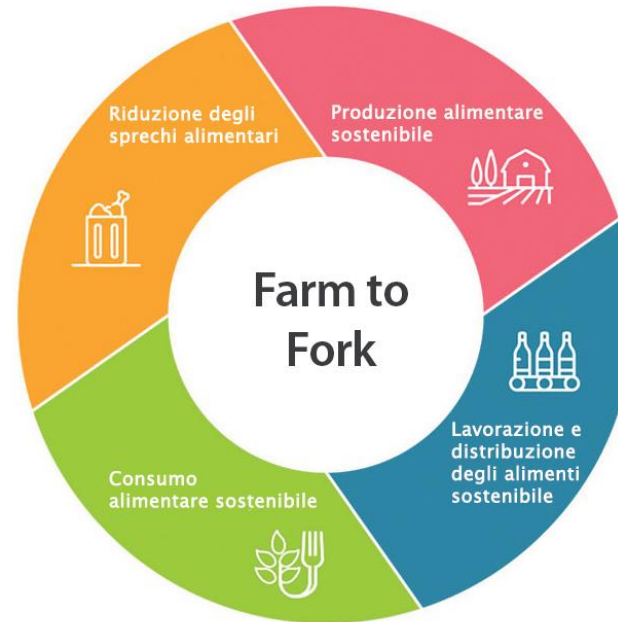 Riduzione degli
sprechi alimentari
Produzione alimentare
sostenibile
Farm to
Fork
Lavorazione e
distribuzione
degli alimenti
sostenibile
Consumo
alimentare sostenibile